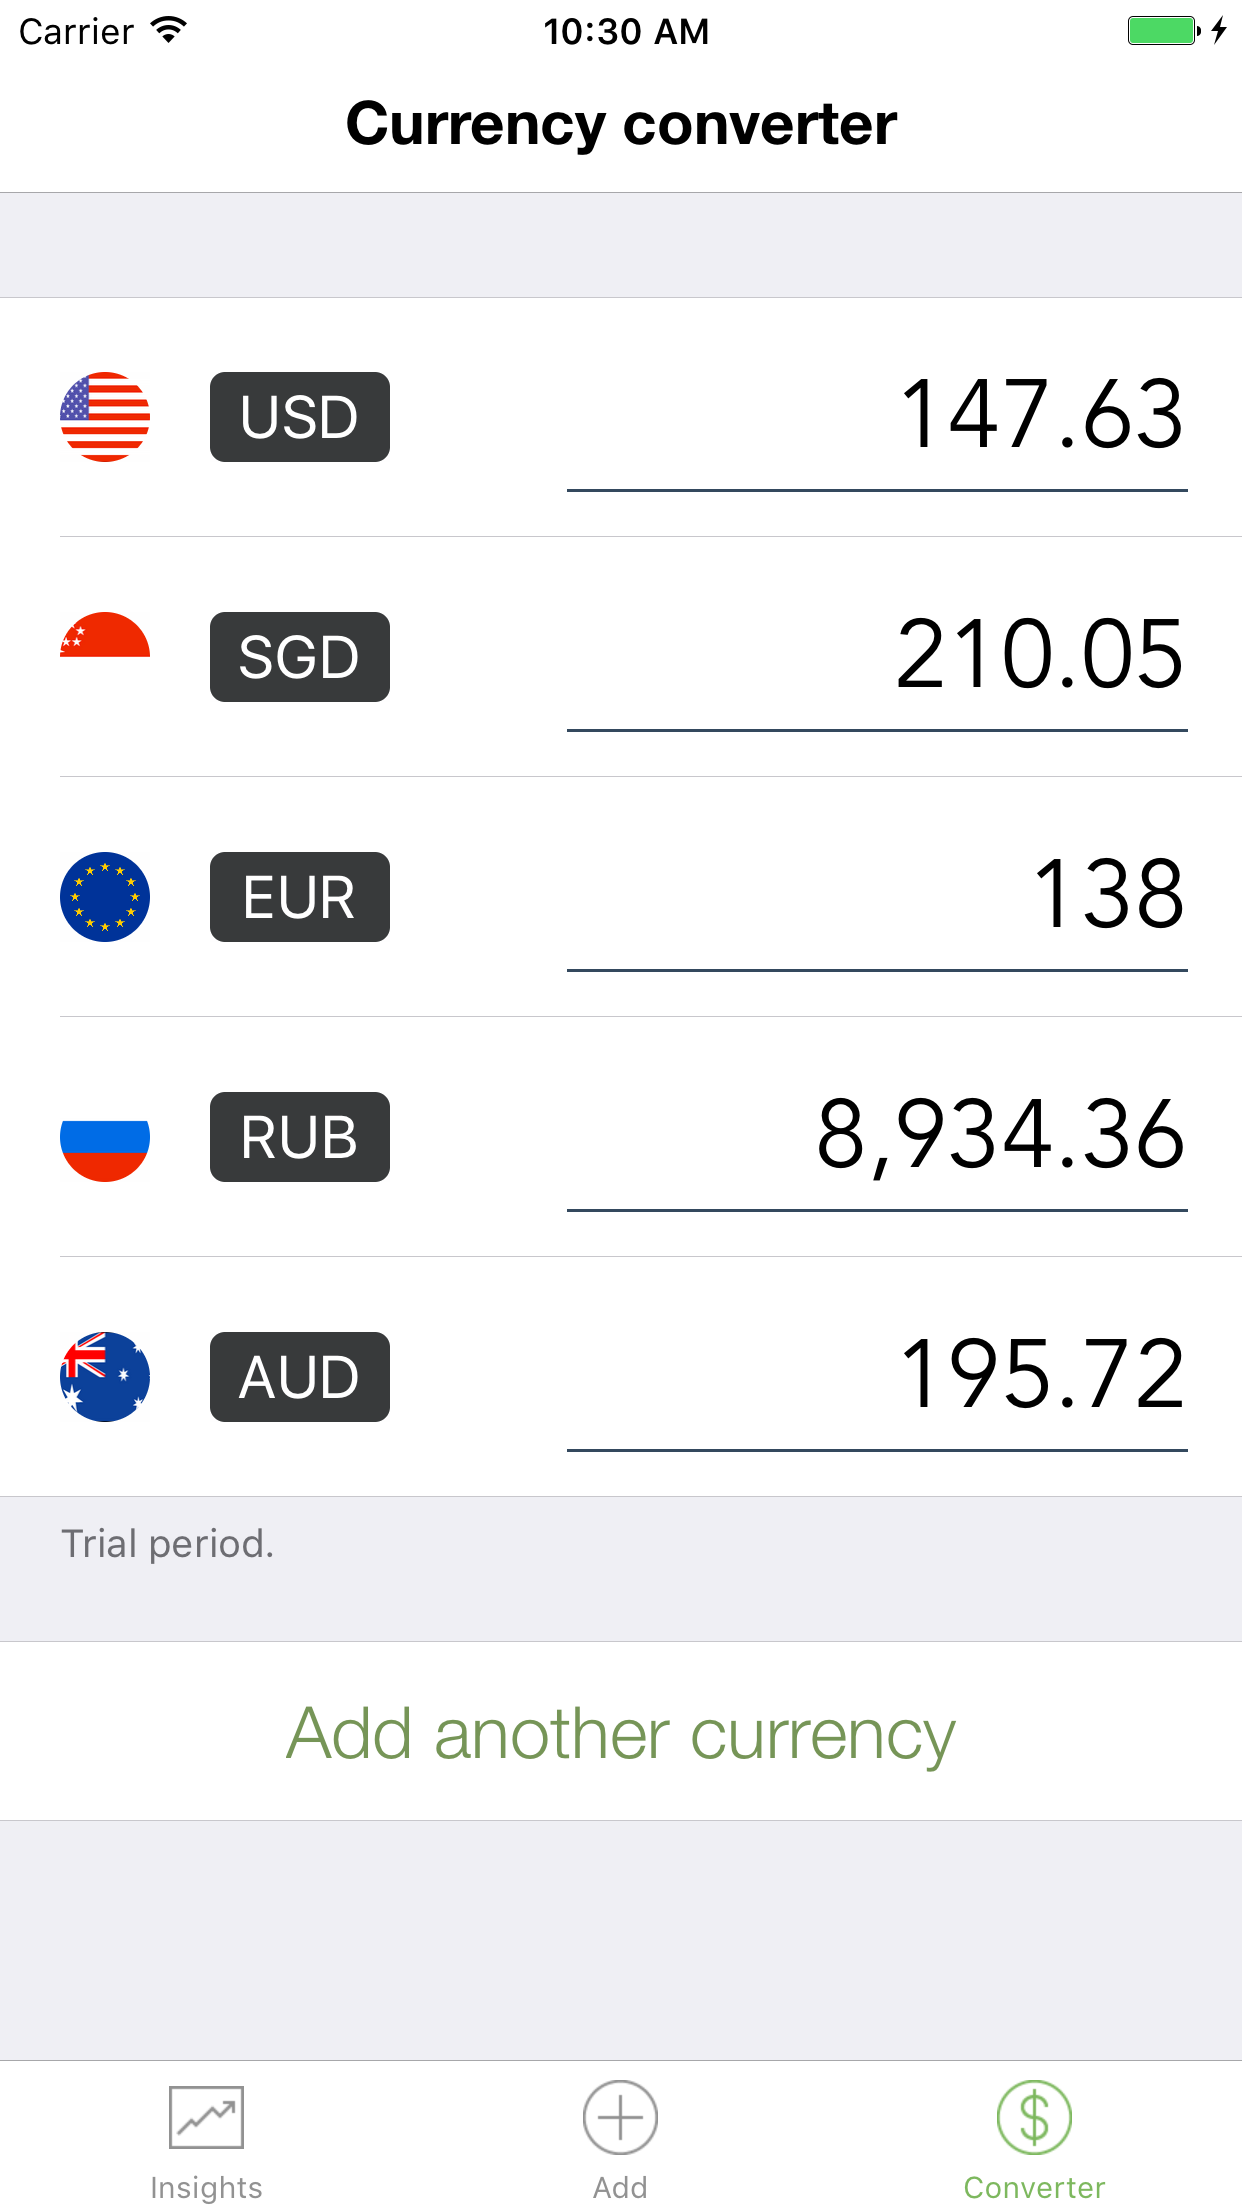 Carrier 10:30 AM
Currency converter
USD 147.63
SGD 210.05
EUR 138
RUB 8,934.36
AUD 195.72
Trial period.
Add another currency
Insights Add Converter